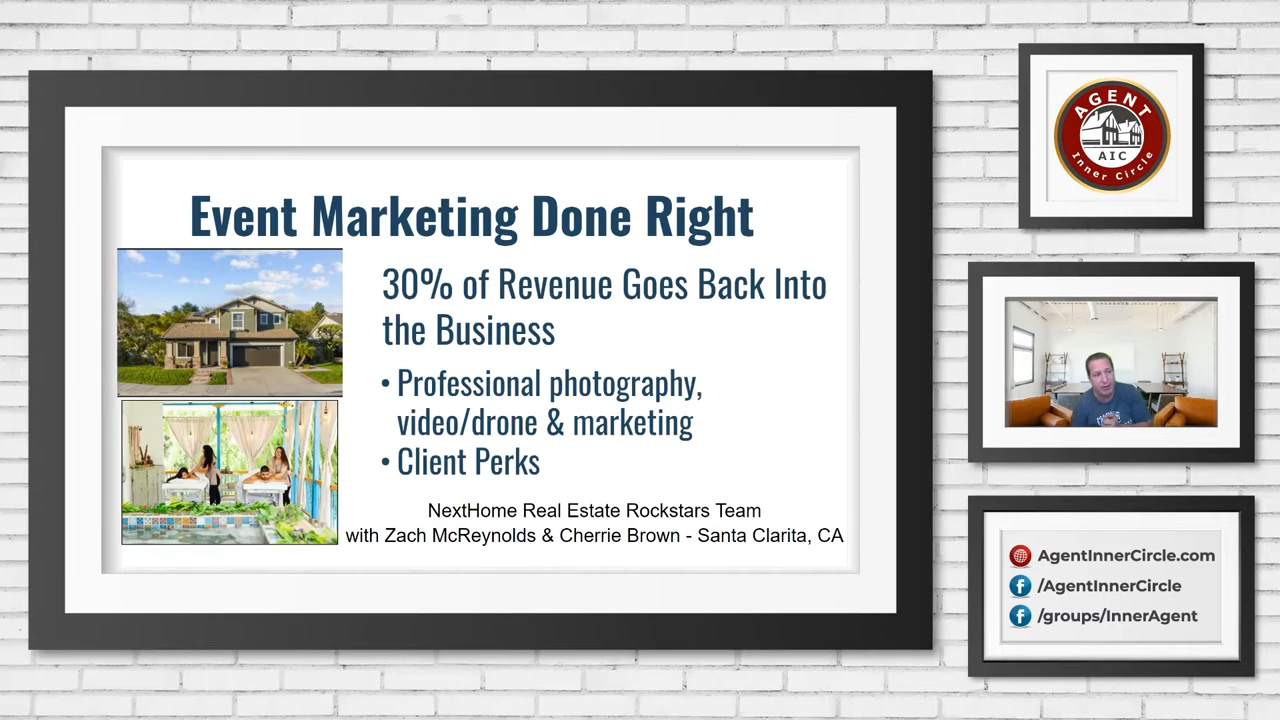 Event Marketing Done Right
30% of Revenue Goes Back Into
the Business
• Professional photography,
video/drone & marketing
• Client Perks
NextHome Real Estate Rockstars Team
with Zach McReynolds & Cherrie Brown - Santa Clarita, CA
AGENT
AIC
Inner Circle
AgentInnerCircle.com
/AgentInnerCircle
/groups/InnerAgent